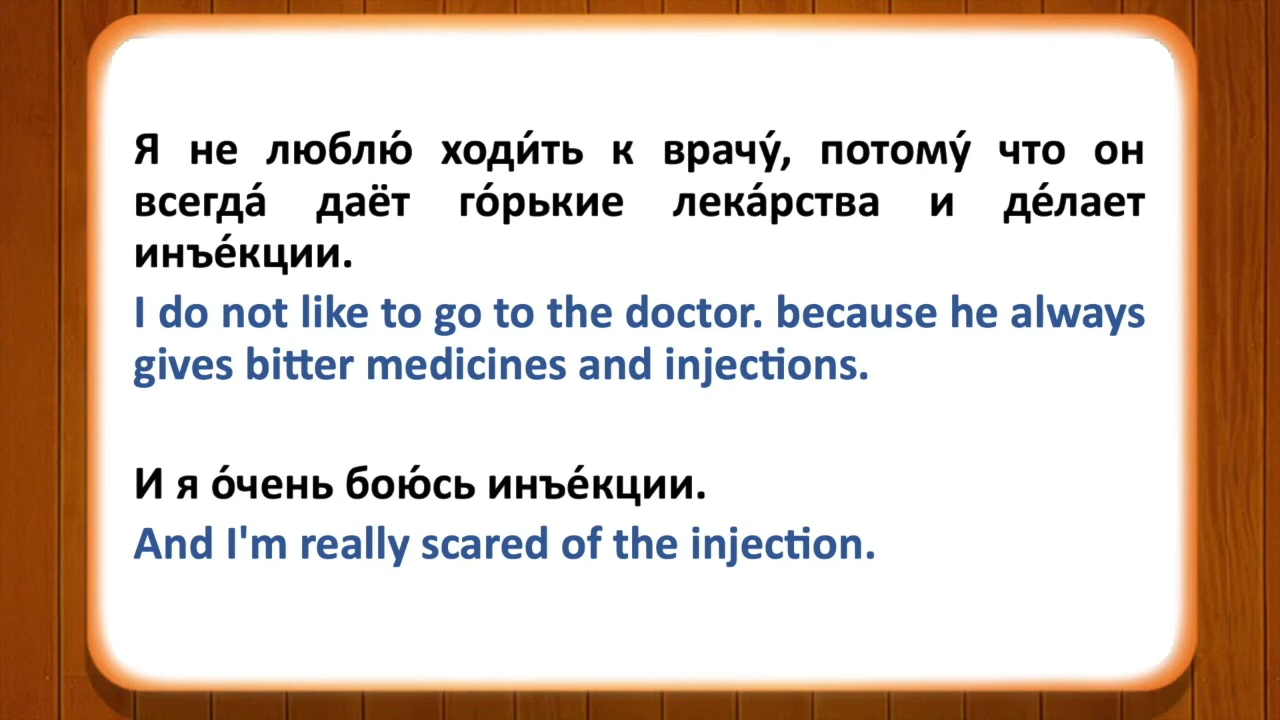 Я не люблю́ ходи́ть к врачу́, потому́ что он
всегда́ даёт го́рькие лека́рства и де́лает
инъе́кции.
I do not like to go to the doctor. because he always
gives bitter medicines and injections.
И я о́чень бою́сь инъе́кции.
And I'm really scared of the injection.